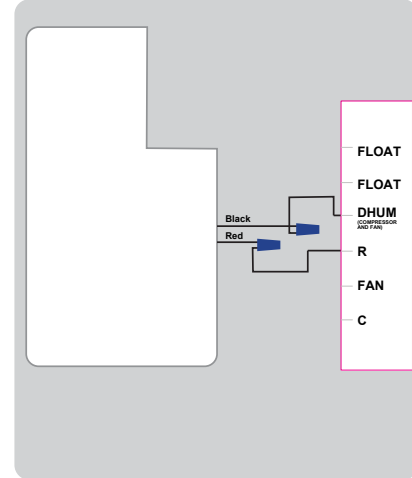 FLOAT
FLOAT
Black
DHUM
(COMPRESSOR
AND FAN)
Red
R
FAN
C